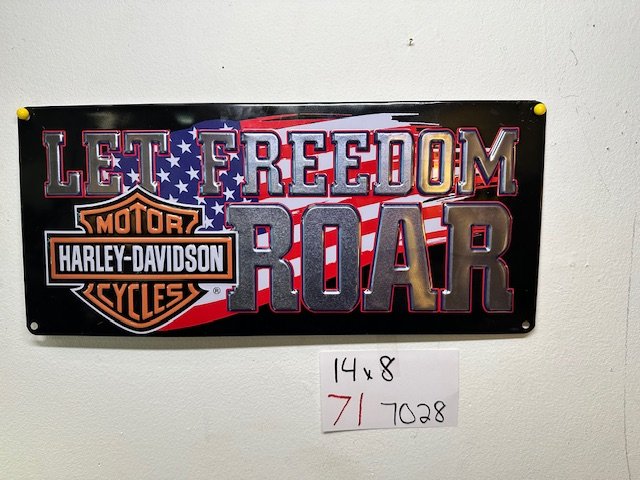 LET FREEDOM
ROAR
MOTOR
HARLEY-DAVIDSON
CYCLES
®
14 x 8
71 7028